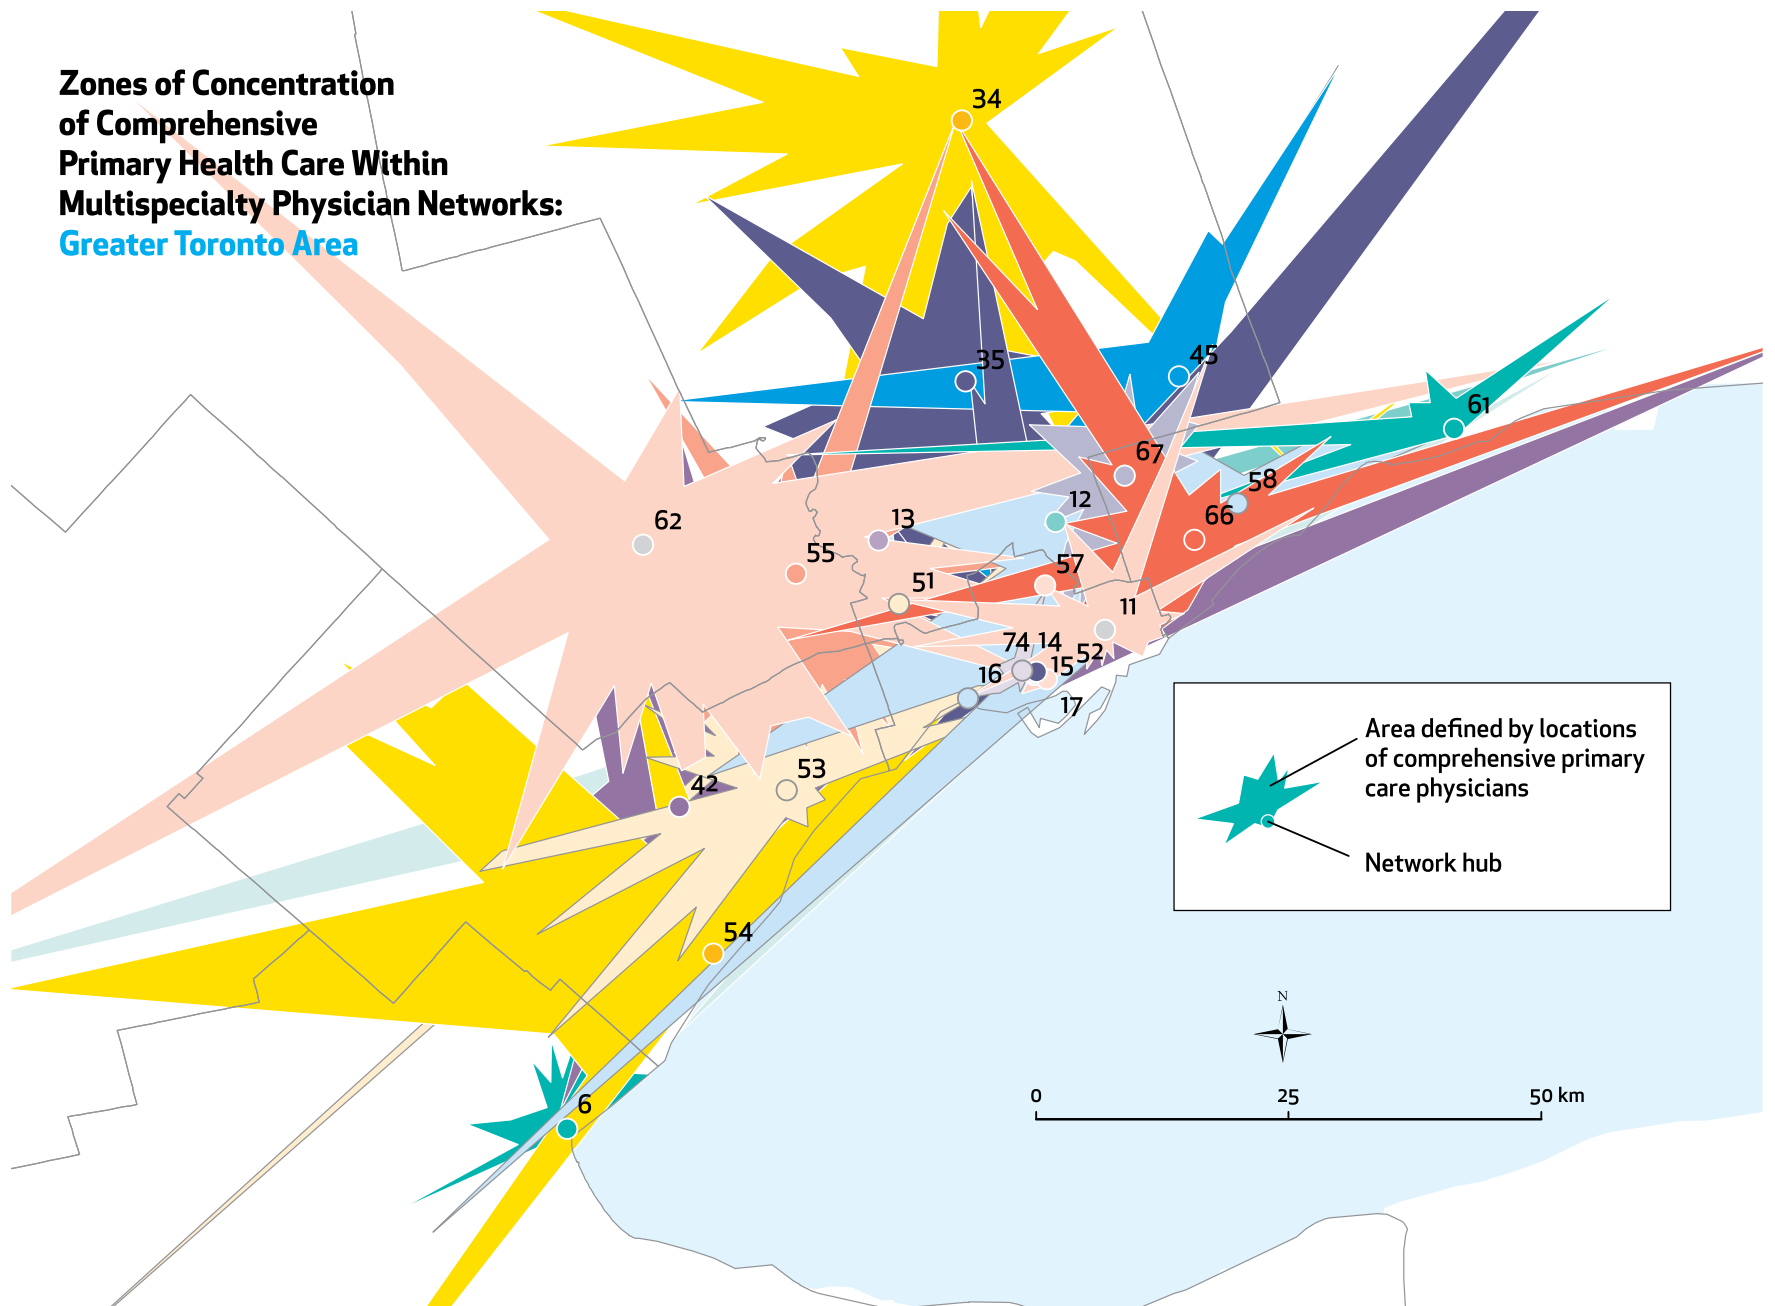 Zones of Concentration
of Comprehensive
Primary Health Care Within
Multispecialty Physician Networks:
Greater Toronto Area
34
35
45
61
67
58
12
62
13
66
55
57
51
11
74
14
52
15
16
17
53
42
54
6
Area defined by locations
of comprehensive primary
care physicians
Network hub
N
0
25
50 km